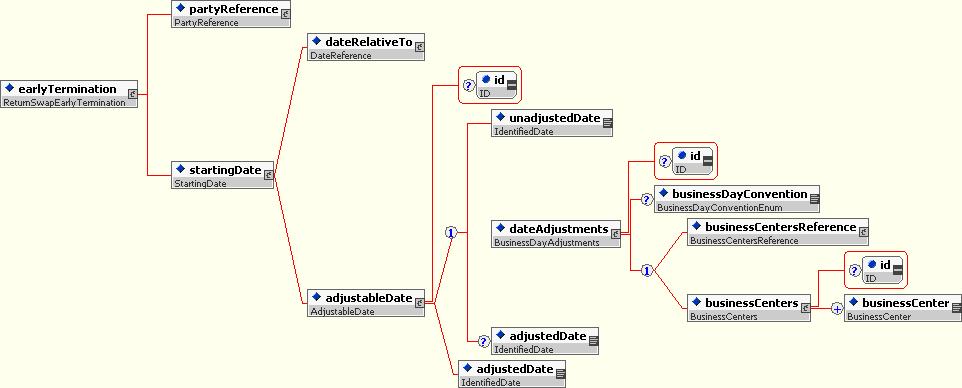 partyReference
PartyReference
dateRelativeTo
DateReference
earlyTermination
ReturnSwapEarlyTermination
? id
ID
unadjustedDate
IdentifiedDate
startingDate
StartingDate
? id
ID
? businessDayConvention
BusinessDayConventionEnum
1
dateAdjustments
BusinessDayAdjustments
businessCentersReference
BusinessCentersReference
1
? id
ID
adjustableDate
AdjustableDate
businessCenters
BusinessCenters
+ businessCenter
BusinessCenter
? adjustedDate
IdentifiedDate
adjustedDate
IdentifiedDate